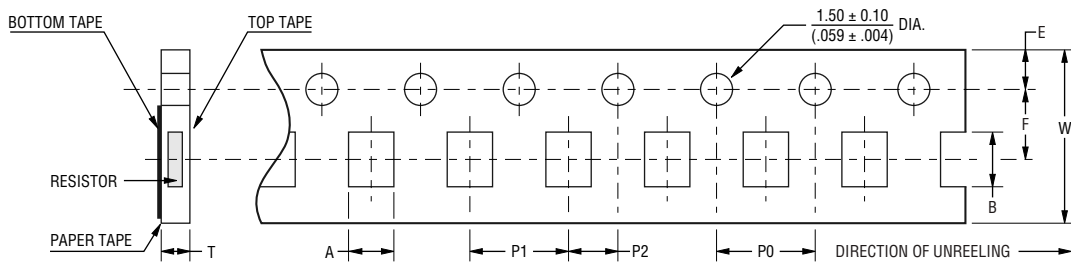 BOTTOM TAPE
TOP TAPE
1.50 ± 0.10
(.059 ± .004)
DIA.
E
F
W
RESISTOR
B
PAPER TAPE
T
A
P1
P2
P0
DIRECTION OF UNREELING